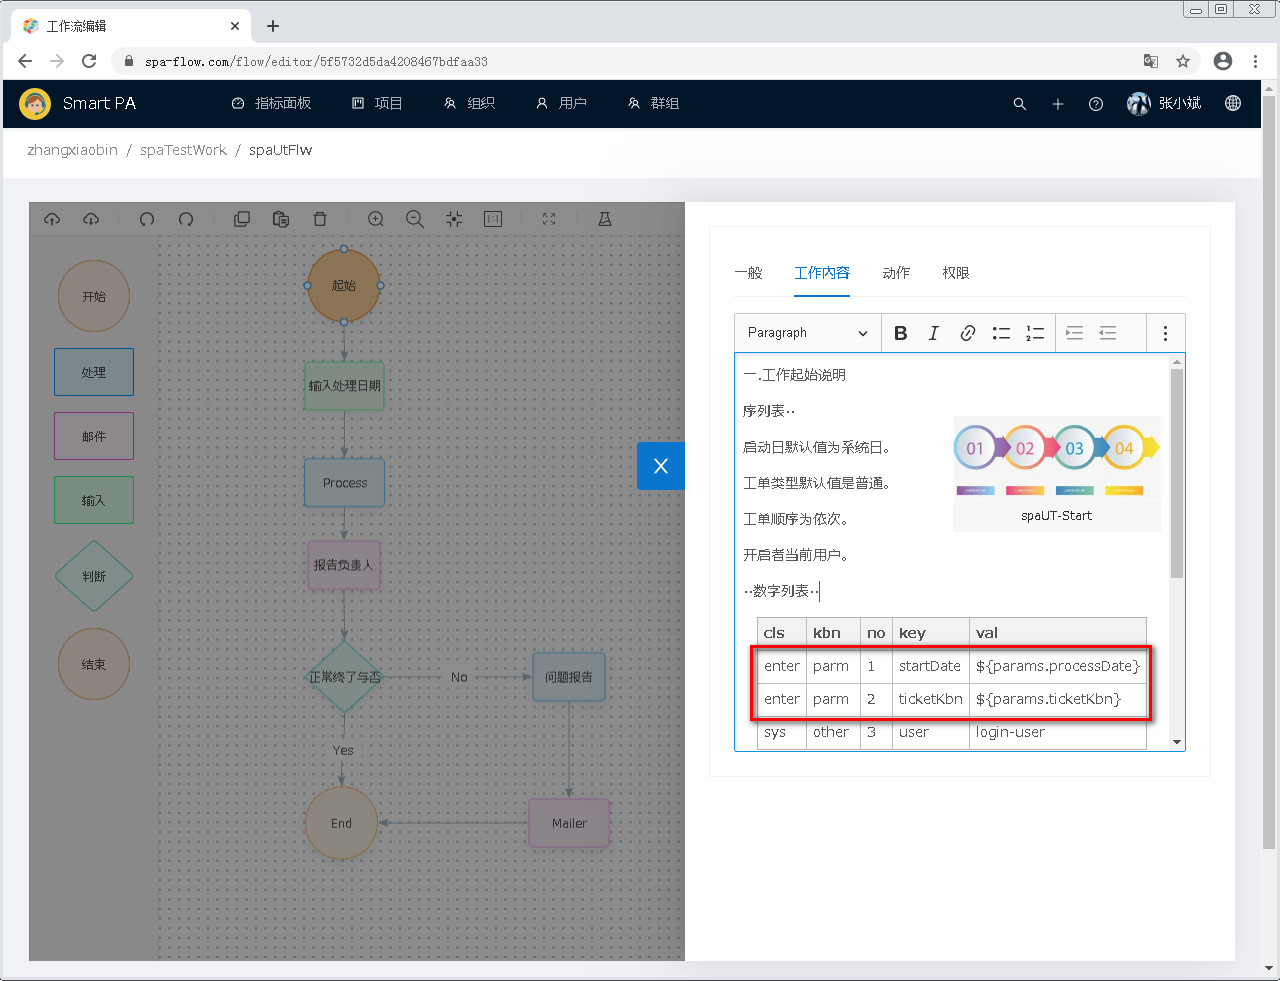 工作流编辑
spa-flow.com/flow/editor/5f5732d5da4208467bdfaa33
Smart PA 指标面板 项目 组织 用户 群组 张小斌
zhangxiaobin / spaTestWork / spaUtFlw
开始
处理
邮件
输入
判断
结束
起始
输入处理日期
Process
报告负责人
正常终了与否
No
问题报告
Yes
End
Mailer
X
一般 工作内容 动作 权限
Paragraph
B I
一.工作起始说明
序列表··
启动日默认值为系统日。
工单类型默认值是普通。
工单顺序为依次。
开启者当前用户。
01 02 03 04
spaUT-Start
··数字列表··
cls kbn no key val
enter parm 1 startDate ${params.processDate}
enter parm 2 ticketKbn ${params.ticketKbn}
sys other 3 user login-user